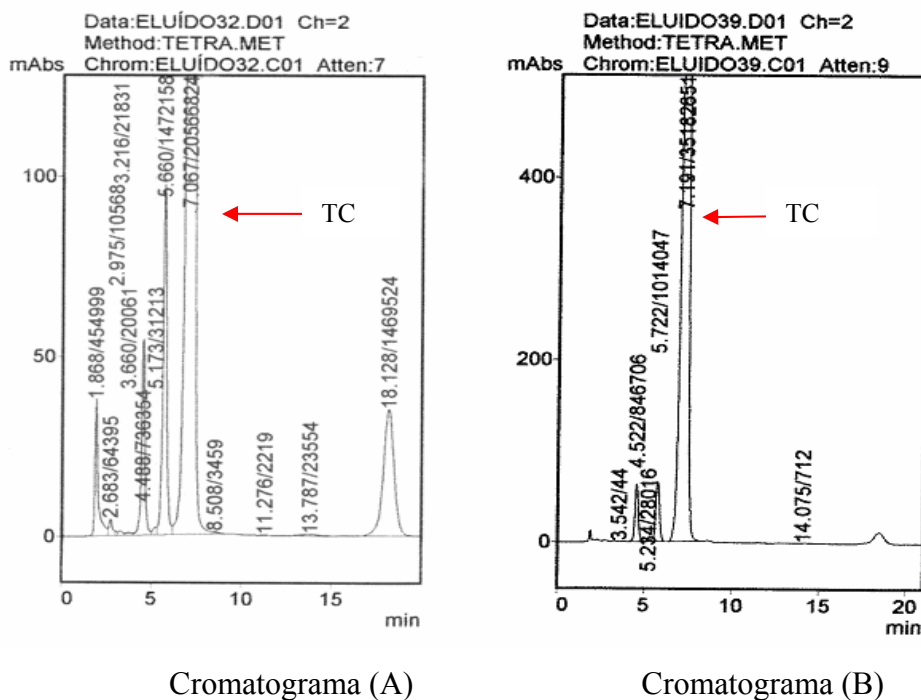 Data:ELUÍDO32.D01 Ch=2
Method:TETRA.MET
mAbs Chrom:ELUÍDO32.C01 Atten:7
100
50
0
1.868/454999
2.683/64395
2.975/10568
3.216/21831
3.660/20061
4.488/736354
5.173/31213
5.660/1472158
7.067/20566824
8.508/3459
11.276/2219
13.787/23554
18.128/1469524
TC
0 5 10 15
min
Cromatograma (A)
Data:ELUIDO39.D01 Ch=2
Method:TETRA.MET
mAbs Chrom:ELUIDO39.C01 Atten:9
400
200
0
3.542/44
4.522/846706
5.234/28016
5.722/1014047
7.191/35182851
14.075/712
TC
0 5 10 15 20
min
Cromatograma (B)